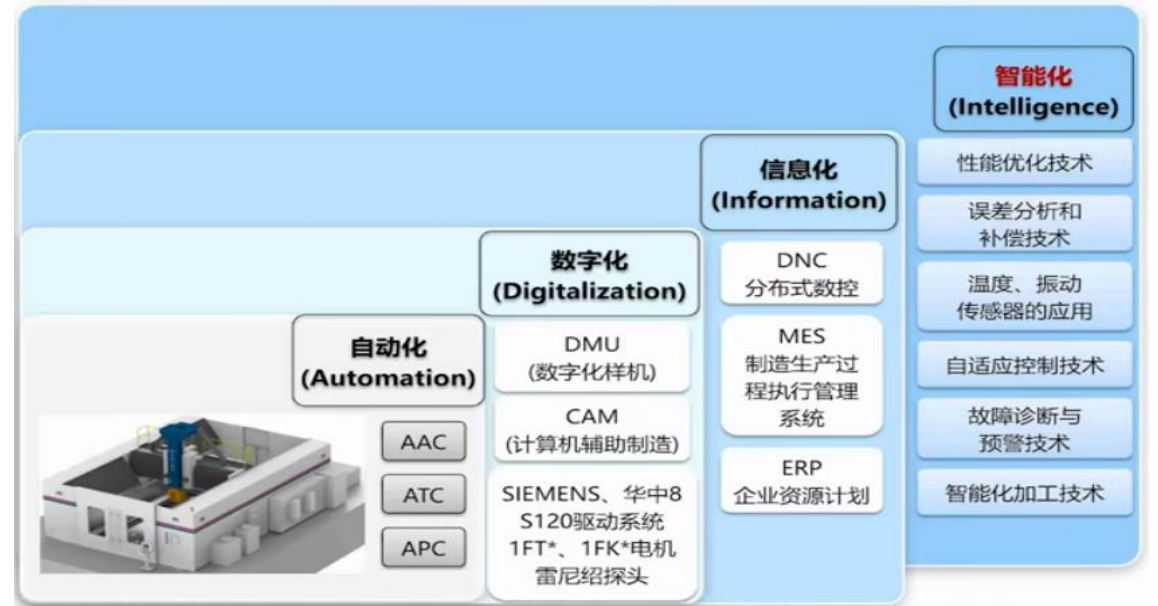 智能化
(Intelligence)
性能优化技术
误差分析和
补偿技术
温度、振动
传感器的应用
自适应控制技术
故障诊断与
预警技术
智能化加工技术
信息化
(Information)
DNC
分布式数控
MES
制造生产过
程执行管理
系统
ERP
企业资源计划
数字化
(Digitalization)
DMU
(数字化样机)
CAM
(计算机辅助制造)
SIEMENS、华中8
S120驱动系统
1FT*、1FK*电机
雷尼绍探头
自动化
(Automation)
AAC
ATC
APC